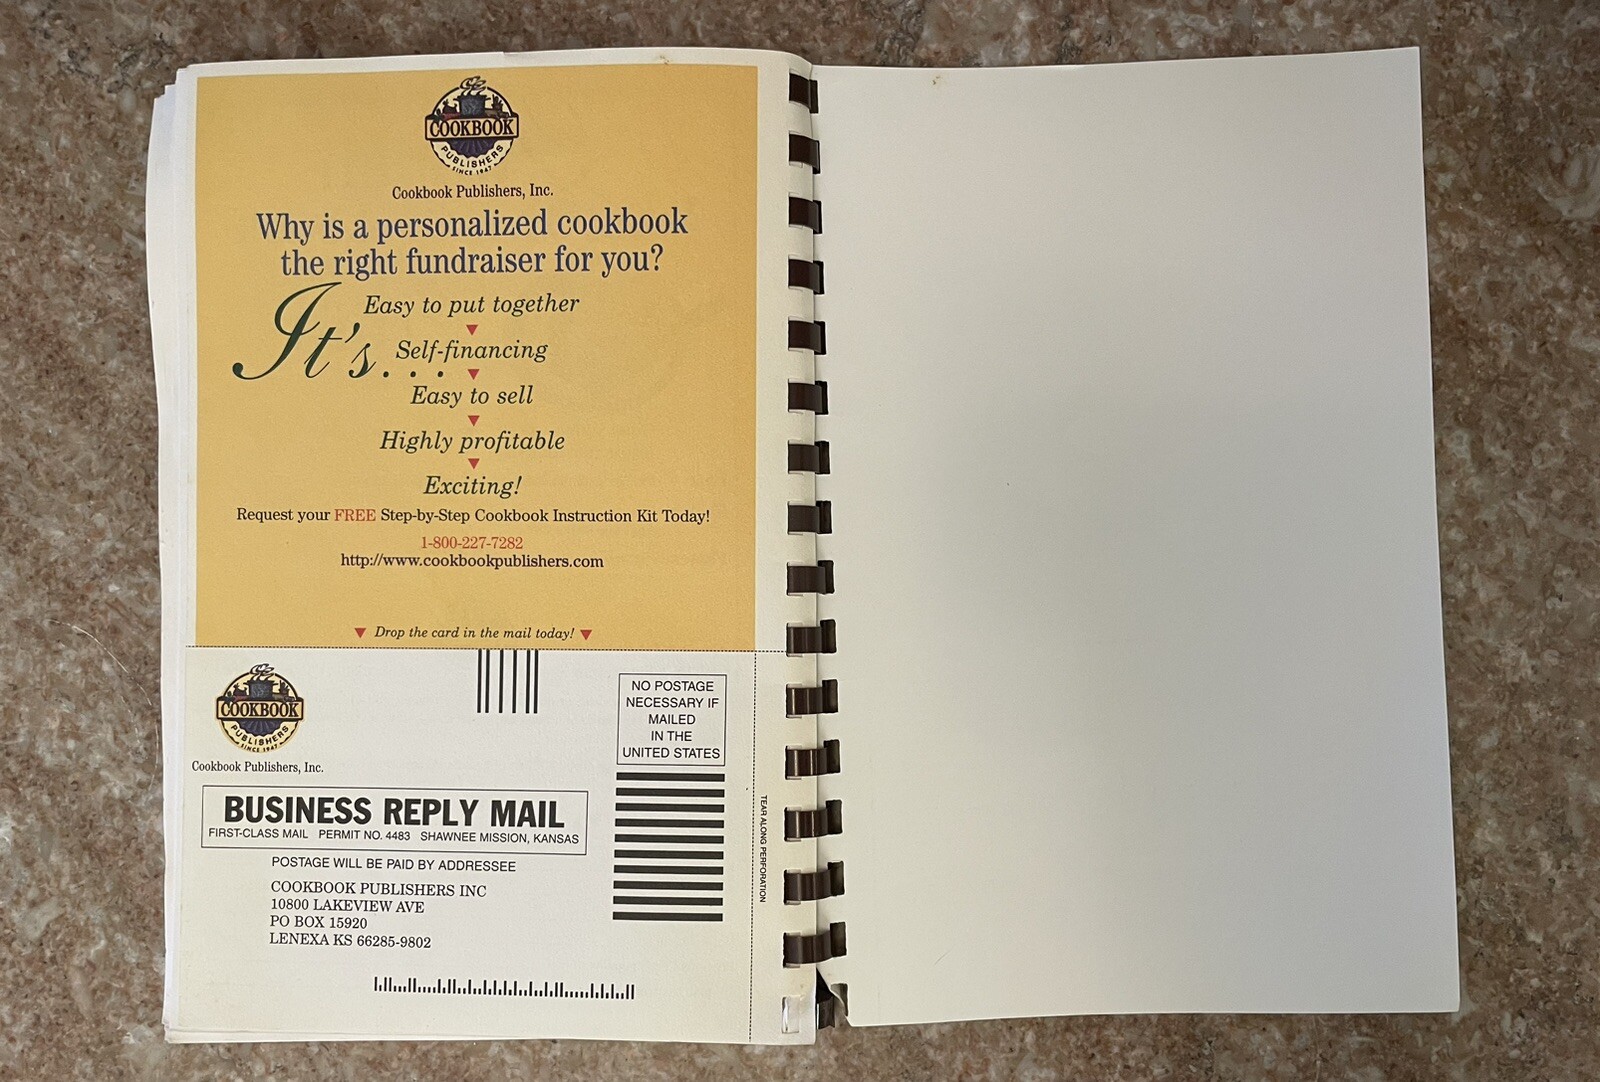 COOKBOOK
PUBLISHERS
SINCE 1947
Cookbook Publishers, Inc.
Why is a personalized cookbook
the right fundraiser for you?
It's...
Easy to put together
Self-financing
Easy to sell
Highly profitable
Exciting!
Request your FREE Step-by-Step Cookbook Instruction Kit Today!
1-800-227-7282
http://www.cookbookpublishers.com
Drop the card in the mail today!
COOKBOOK
PUBLISHERS
SINCE 1947
Cookbook Publishers, Inc.
NO POSTAGE
NECESSARY IF
MAILED
IN THE
UNITED STATES
BUSINESS REPLY MAIL
FIRST-CLASS MAIL PERMIT NO. 4483 SHAWNEE MISSION, KANSAS
POSTAGE WILL BE PAID BY ADDRESSEE
COOKBOOK PUBLISHERS INC
10800 LAKEVIEW AVE
PO BOX 15920
LENEXA KS 66285-9802
TEAR ALONG PERFORATION